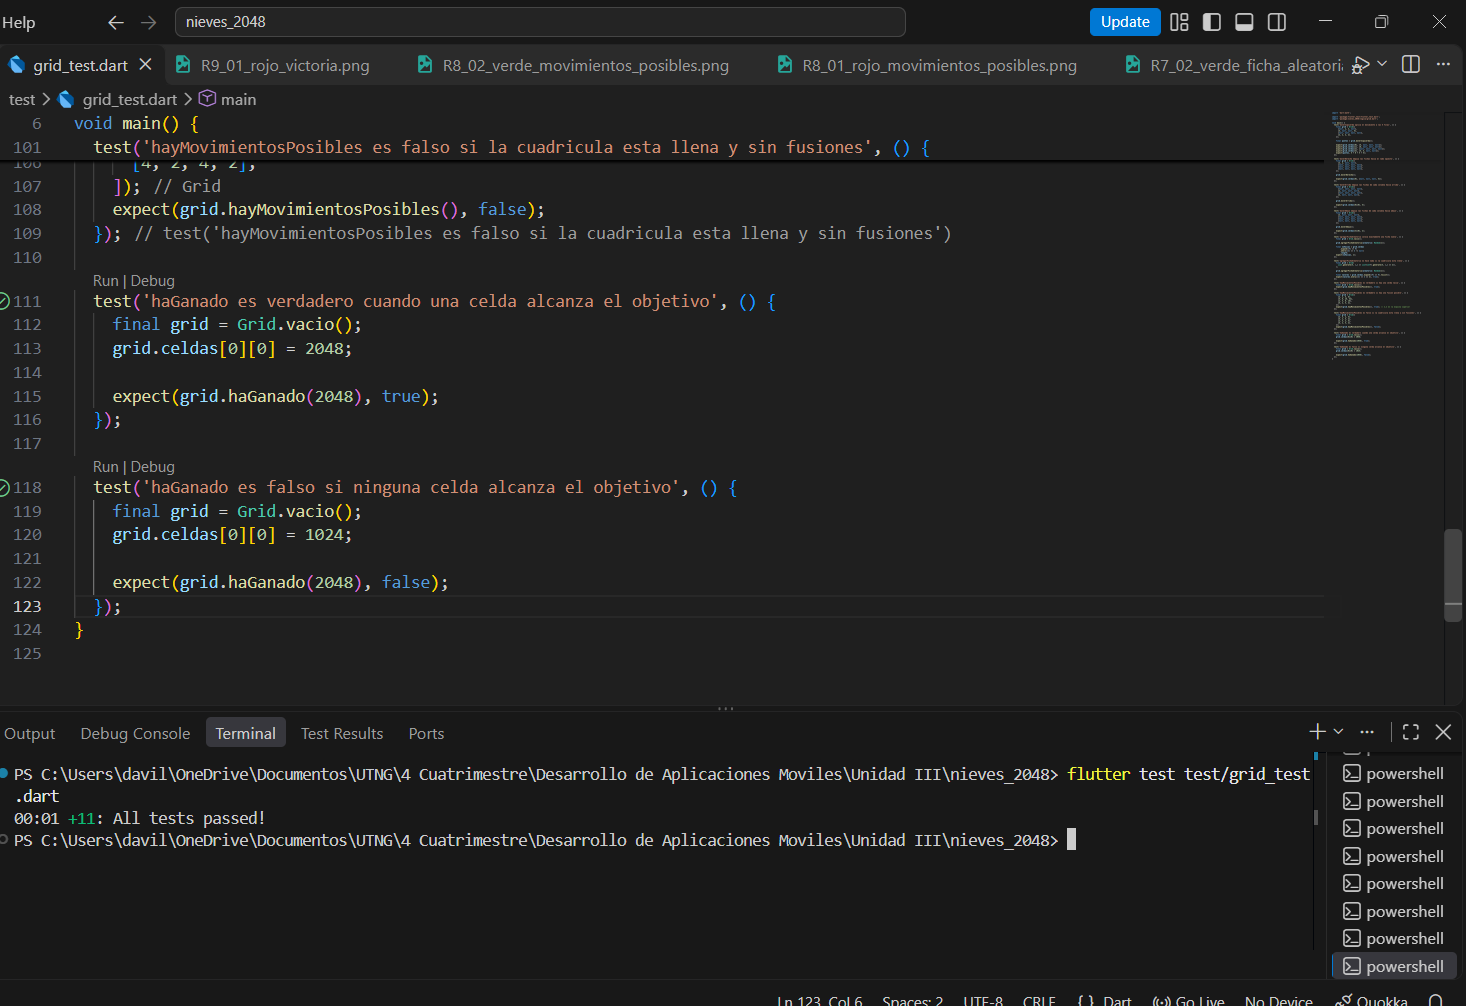 Help
nieves_2048
Update
grid_test.dart
R9_01_rojo_victoria.png
R8_02_verde_movimientos_posibles.png
R8_01_rojo_movimientos_posibles.png
R7_02_verde_ficha_aleatori
test > grid_test.dart > main
6 void main() {
101 test('hayMovimientosPosibles es falso si la cuadricula esta llena y sin fusiones', () {
106 [4, 2, 4, 2],
107 ]); // Grid
108 expect(grid.hayMovimientosPosibles(), false);
109 }); // test('hayMovimientosPosibles es falso si la cuadricula esta llena y sin fusiones')
110
Run | Debug
111 test('haGanado es verdadero cuando una celda alcanza el objetivo', () {
112 final grid = Grid.vacio();
113 grid.celdas[0][0] = 2048;
114
115 expect(grid.haGanado(2048), true);
116 });
117
Run | Debug
118 test('haGanado es falso si ninguna celda alcanza el objetivo', () {
119 final grid = Grid.vacio();
120 grid.celdas[0][0] = 1024;
121
122 expect(grid.haGanado(2048), false);
123 });
124 }
125
Output Debug Console Terminal Test Results Ports
PS C:\Users\davil\OneDrive\Documentos\UTNG\4 Cuatrimestre\Desarrollo de Aplicaciones Moviles\Unidad III\nieves_2048> flutter test test/grid_test
.dart
00:01 +11: All tests passed!
PS C:\Users\davil\OneDrive\Documentos\UTNG\4 Cuatrimestre\Desarrollo de Aplicaciones Moviles\Unidad III\nieves_2048>
powershell
powershell
powershell
powershell
powershell
powershell
powershell
powershell
Ln 123, Col 6 Spaces: 2 UTF-8 CRLF { } Dart Go Live No Device Quokka